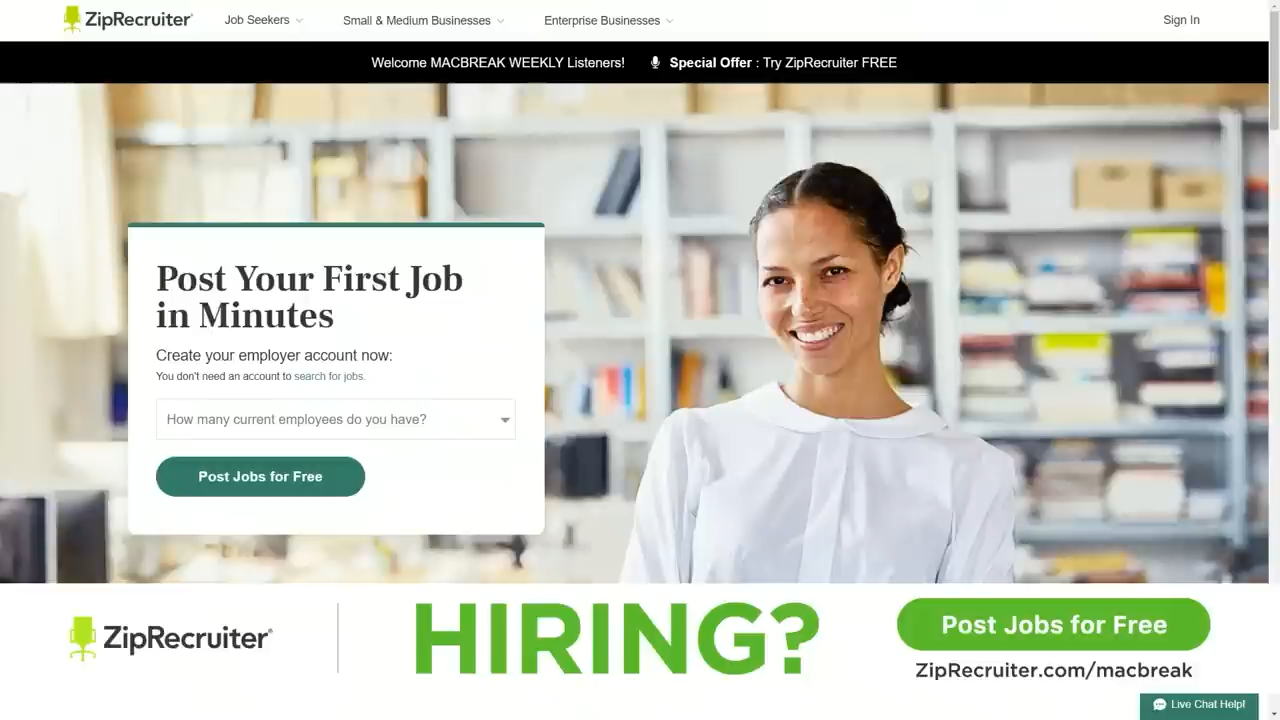 ZipRecruiter
Job Seekers
Small & Medium Businesses
Enterprise Businesses
Sign In
Welcome MACBREAK WEEKLY Listeners! Special Offer : Try ZipRecruiter FREE
Post Your First Job
in Minutes
Create your employer account now:
You don't need an account to search for jobs.
How many current employees do you have?
Post Jobs for Free
ZipRecruiter®
HIRING?
Post Jobs for Free
ZipRecruiter.com/macbreak
Live Chat Help!